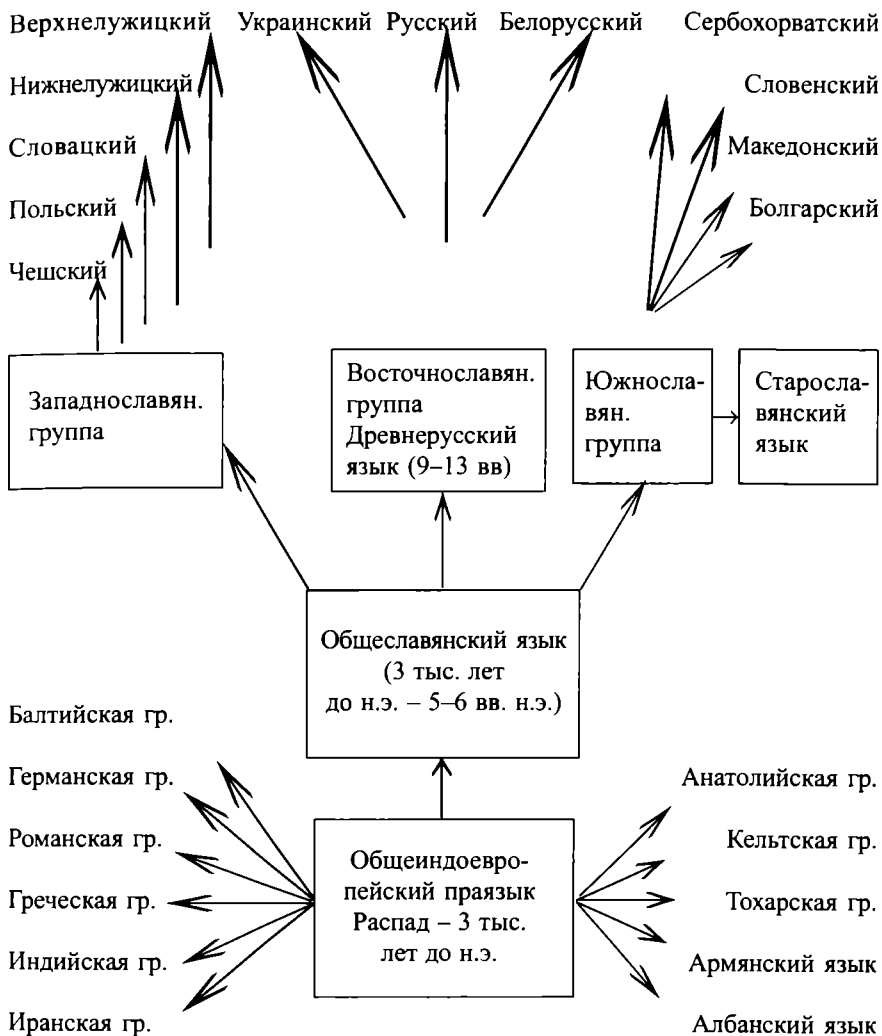 Верхнелужицкий Украинский Русский Белорусский Сербохорватский
Нижнелужицкий Словенский
Словацкий Македонский
Польский Болгарский
Чешский
Западнославян.
группа
Восточнославян.
группа
Древнерусский
язык (9–13 вв)
Южносла-
вян.
группа
Старосла-
вянский
язык
Общеславянский язык
(3 тыс. лет
до н.э. – 5–6 вв. н.э.)
Балтийская гр.
Германская гр.
Романская гр.
Греческая гр.
Индийская гр.
Иранская гр.
Общеиндоевро-
пейский праязык
Распад – 3 тыс.
лет до н.э.
Анатолийская гр.
Кельтская гр.
Тохарская гр.
Армянский язык
Албанский язык